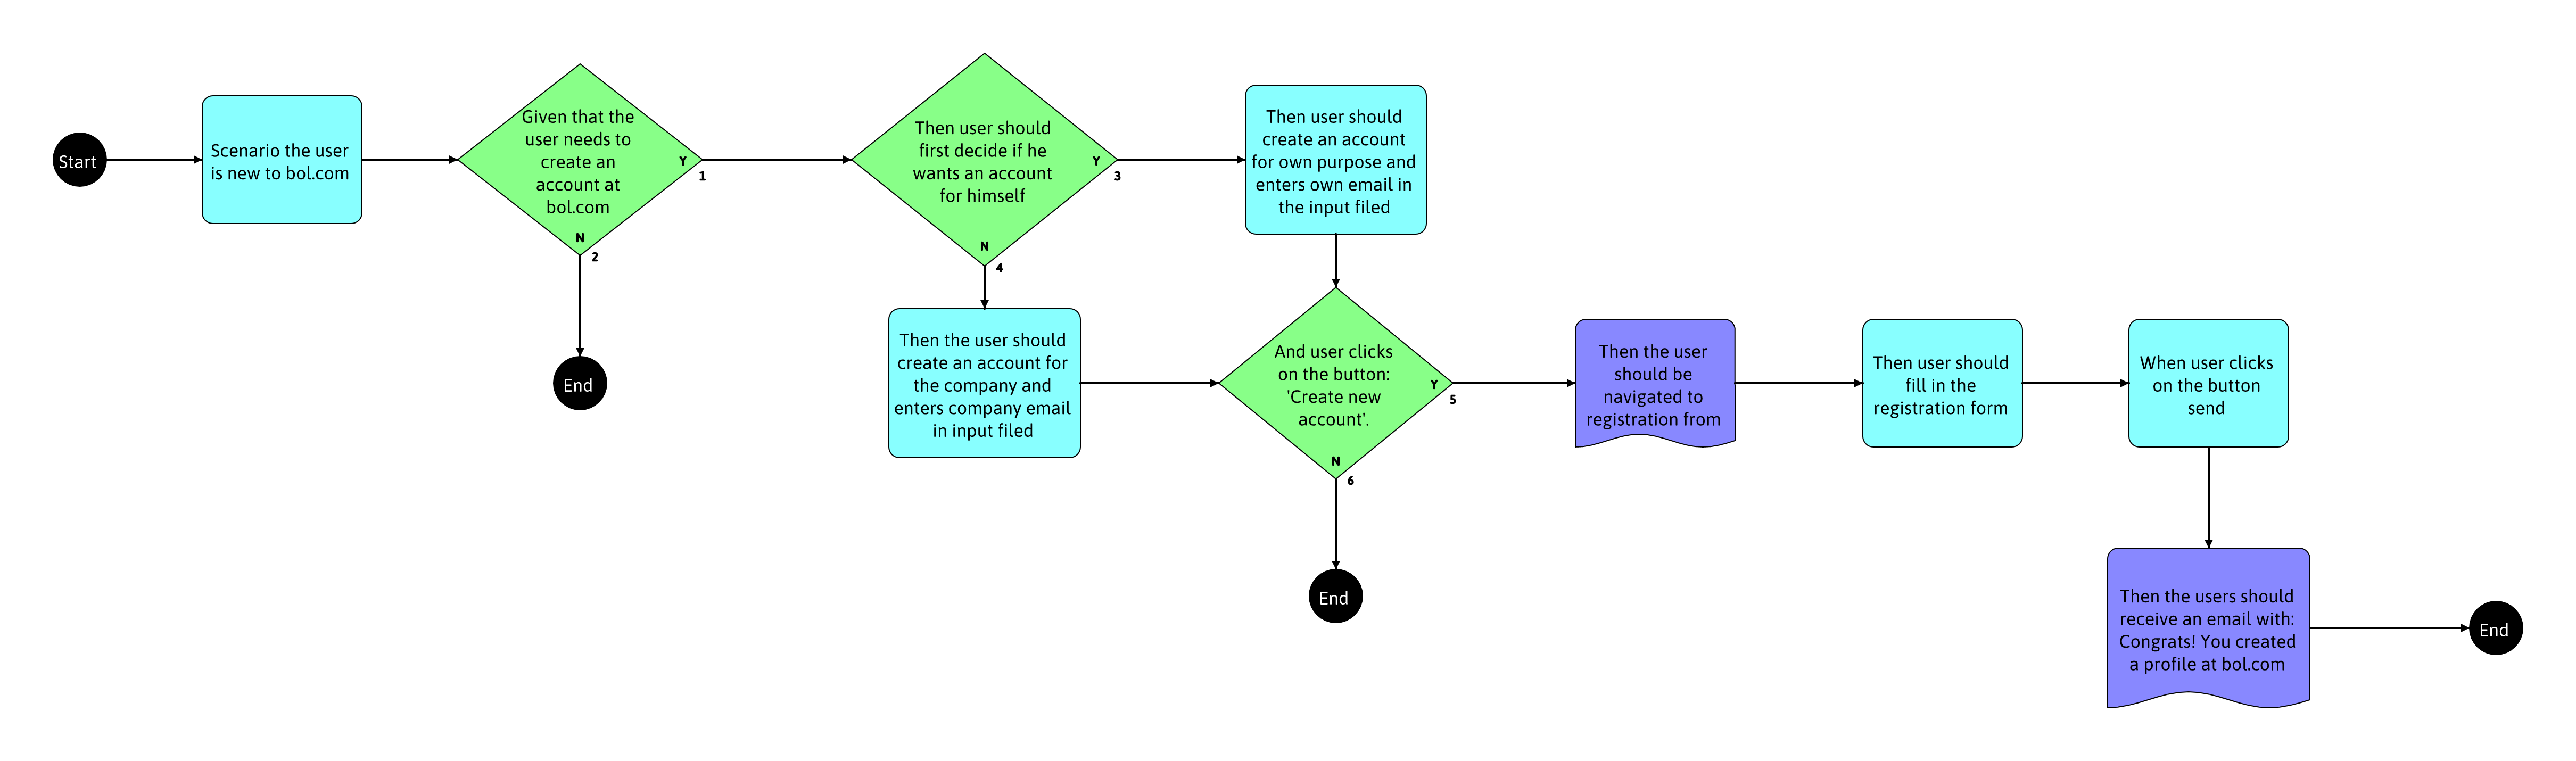 Start
Scenario the user
is new to bol.com
Given that the
user needs to
create an
account at
bol.com
Y
1
N
2
End
Then user should
first decide if he
wants an account
for himself
Y
3
N
4
Then user should
create an account
for own purpose and
enters own email in
the input filed
Then the user should
create an account for
the company and
enters company email
in input filed
And user clicks
on the button:
'Create new
account'.
Y
5
N
6
End
Then the user
should be
navigated to
registration from
Then user should
fill in the
registration form
When user clicks
on the button
send
Then the users should
receive an email with:
Congrats! You created
a profile at bol.com
End